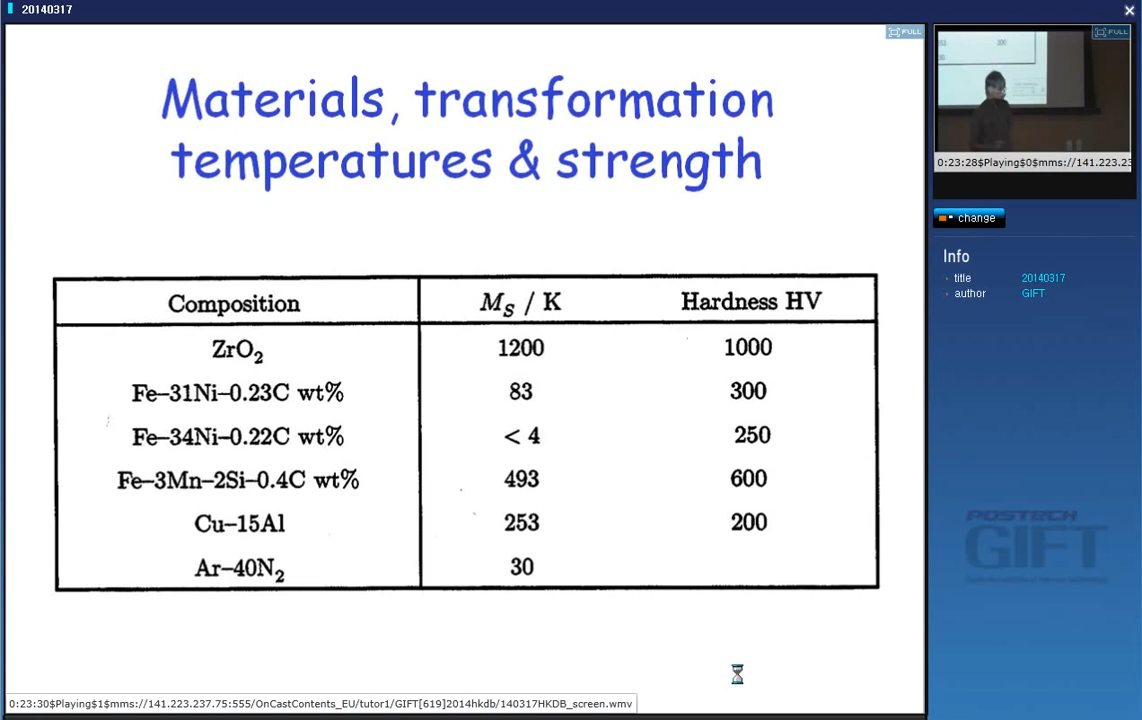 20140317
FULL
Materials, transformation
temperatures & strength
Composition M_S / K Hardness HV
ZrO₂ 1200 1000
Fe–31Ni–0.23C wt% 83 300
Fe–34Ni–0.22C wt% < 4 250
Fe–3Mn–2Si–0.4C wt% 493 600
Cu–15Al 253 200
Ar–40N₂ 30
0:23:30$Playing$1$mms://141.223.237.75:555/OnCastContents_EU/tutor1/GIFT[619]2014hkdb/140317HKDB_screen.wmv
FULL
200
0:23:28$Playing$0$mms://141.223.23
change
Info
title 20140317
author GIFT
POSTECH
GIFT